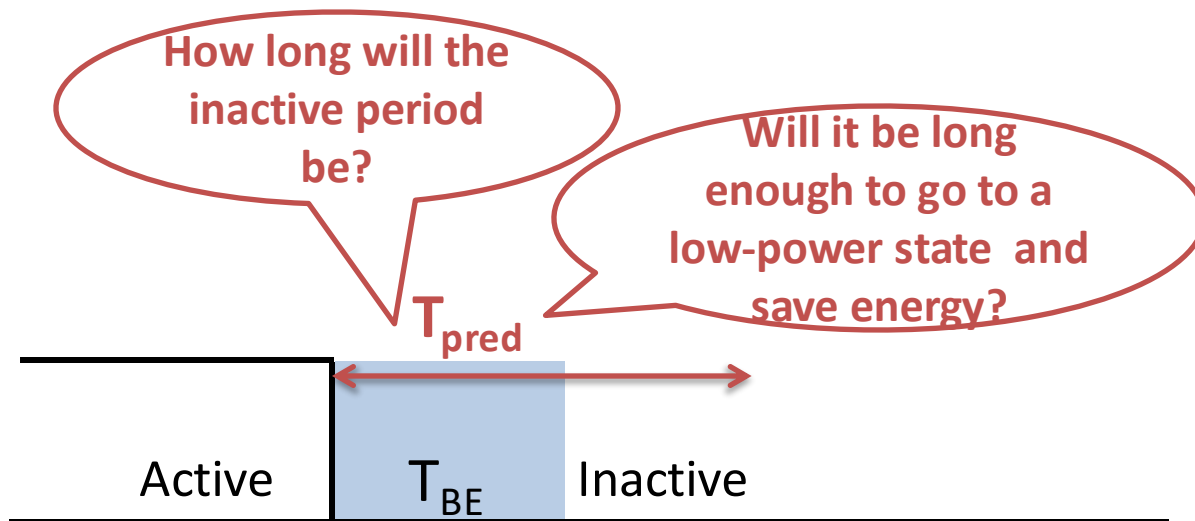 How long will the
inactive period
be?
Will it be long
enough to go to a
low-power state and
save energy?
Tpred
Active
TBE
Inactive